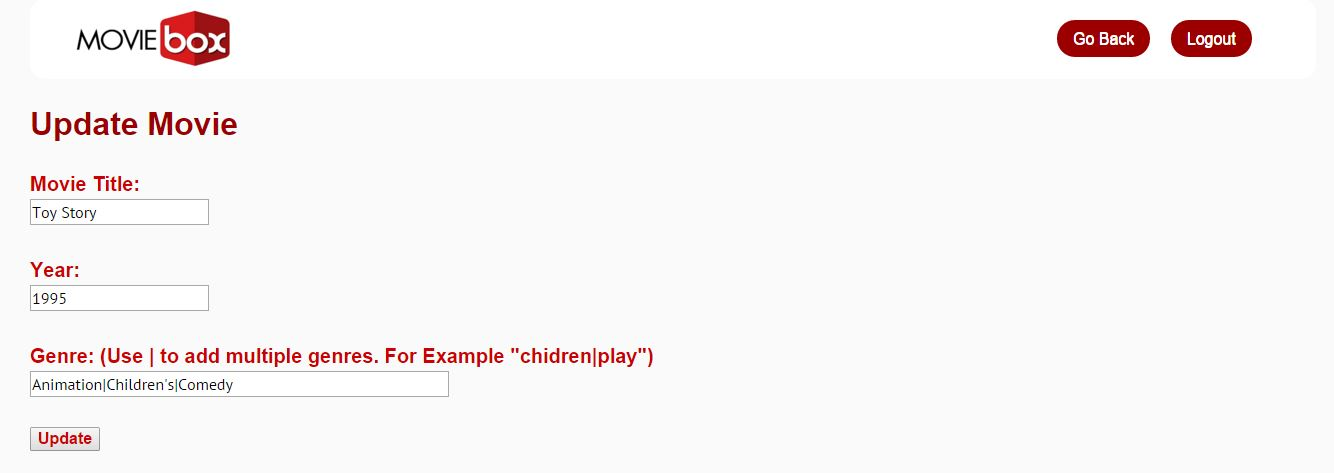 MOVIE box
Go Back
Logout
Update Movie
Movie Title:
Toy Story
Year:
1995
Genre: (Use | to add multiple genres. For Example "chidren|play")
Animation|Children's|Comedy
Update